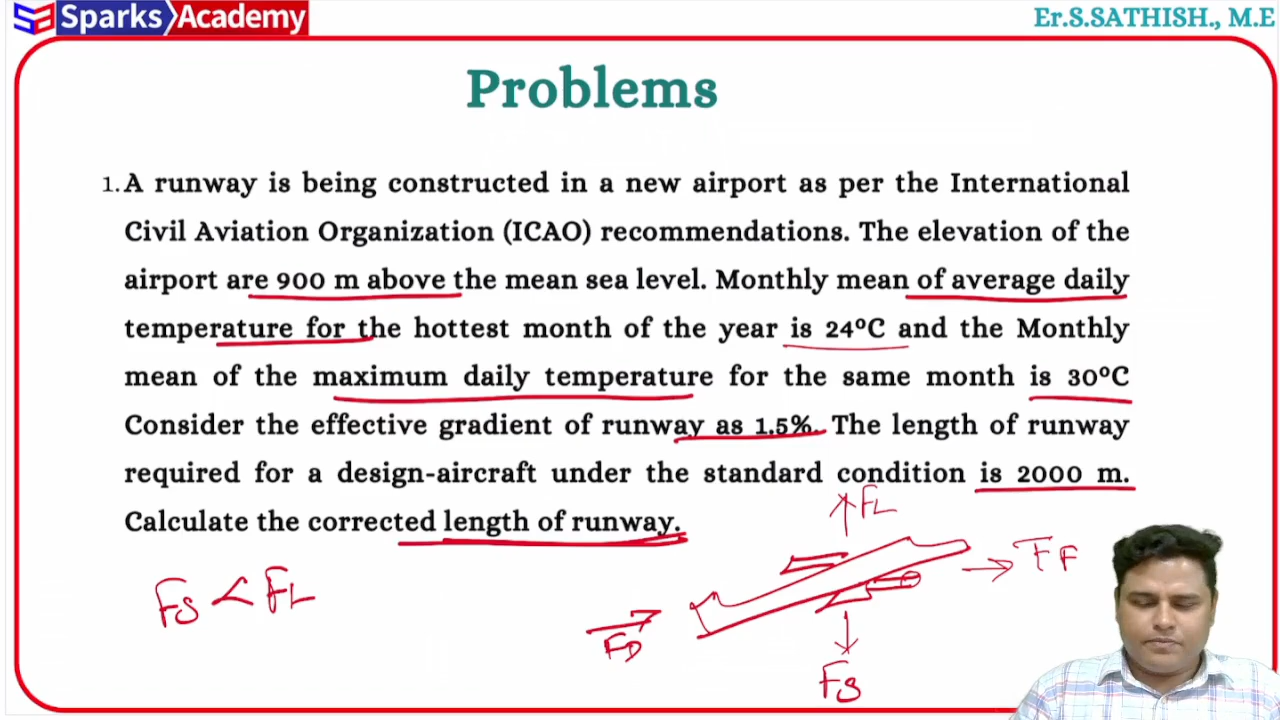 Sparks Academy
Er.S.SATHISH., M.E
Problems
1. A runway is being constructed in a new airport as per the International
Civil Aviation Organization (ICAO) recommendations. The elevation of the
airport are 900 m above the mean sea level. Monthly mean of average daily
temperature for the hottest month of the year is 24°C and the Monthly
mean of the maximum daily temperature for the same month is 30°C
Consider the effective gradient of runway as 1.5%. The length of runway
required for a design-aircraft under the standard condition is 2000 m.
Calculate the corrected length of runway.
FL
FF
FS < FL
FD
FS